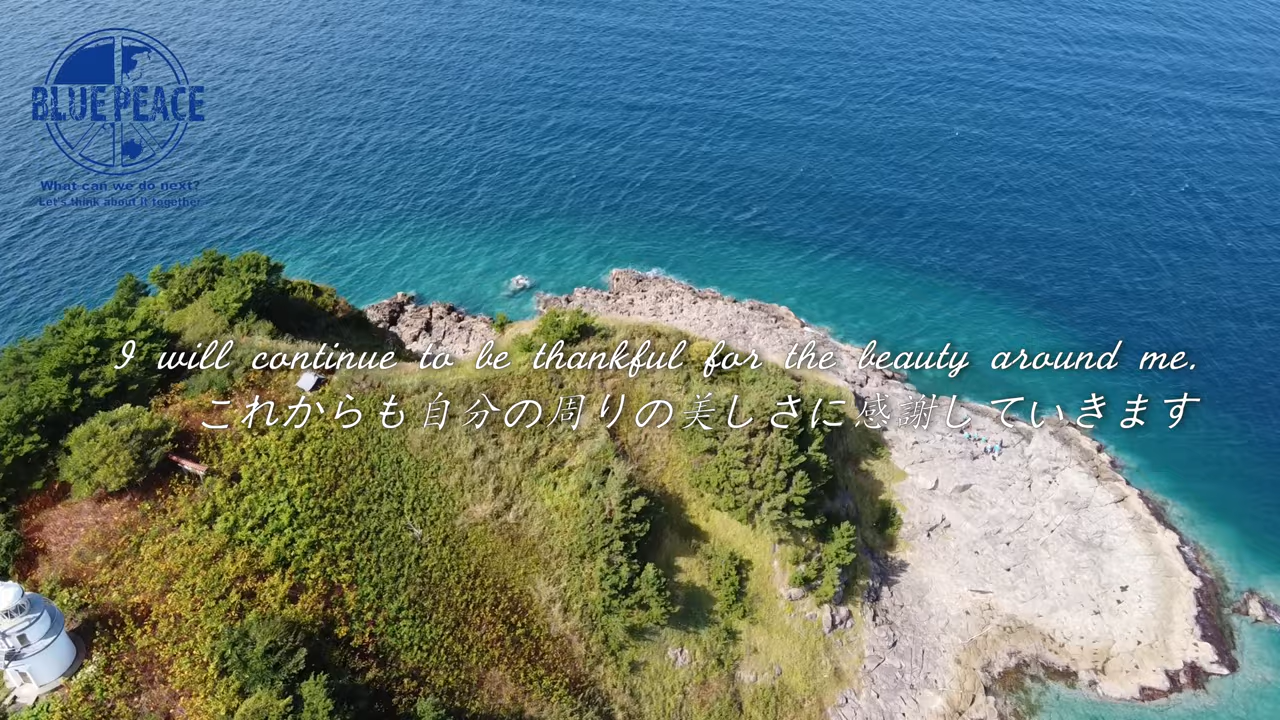 BLUE PEACE
What can we do next?
Let's think about it together
I will continue to be thankful for the beauty around me.
これからも自分の周りの美しさに感謝していきます